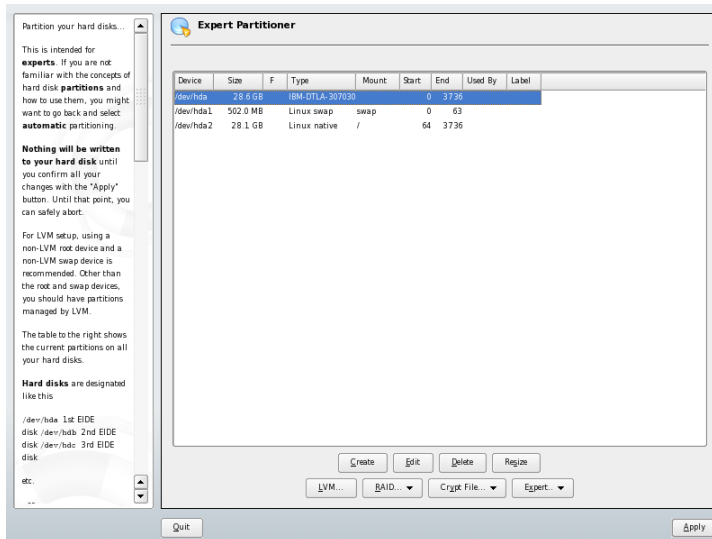 Partition your hard disks...
This is intended for
experts. If you are not
familiar with the concepts of
hard disk partitions and
how to use them, you might
want to go back and select
automatic partitioning.
Nothing will be written
to your hard disk until
you confirm all your
changes with the "Apply"
button. Until that point, you
can safely abort.
For LVM setup, using a
non-LVM root device and a
non-LVM swap device is
recommended. Other than
the root and swap devices,
you should have partitions
managed by LVM.
The table to the right shows
the current partitions on all
your hard disks.
Hard disks are designated
like this
/dev/hda 1st EIDE
disk /dev/hdb 2nd EIDE
disk /dev/hdc 3rd EIDE
disk
etc.
Expert Partitioner
Device Size F Type Mount Start End Used By Label
/dev/hda 28.6 GB IBM-DTLA-307030 0 3736
/dev/hda1 502.0 MB Linux swap swap 0 63
/dev/hda2 28.1 GB Linux native / 64 3736
Create Edit Delete Resize
LVM... RAID... Crypt File... Expert..
Quit Apply